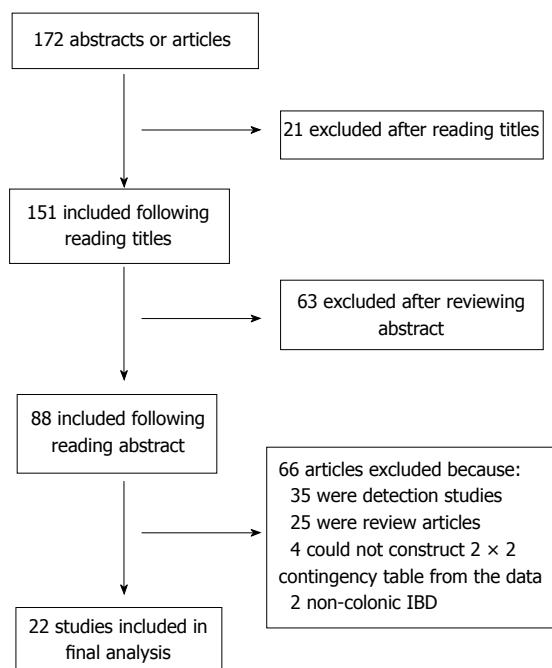 172 abstracts or articles
21 excluded after reading titles
151 included following
reading titles
63 excluded after reviewing
abstract
88 included following
reading abstract
66 articles excluded because:
35 were detection studies
25 were review articles
4 could not construct 2 × 2
contingency table from the data
2 non-colonic IBD
22 studies included in
final analysis